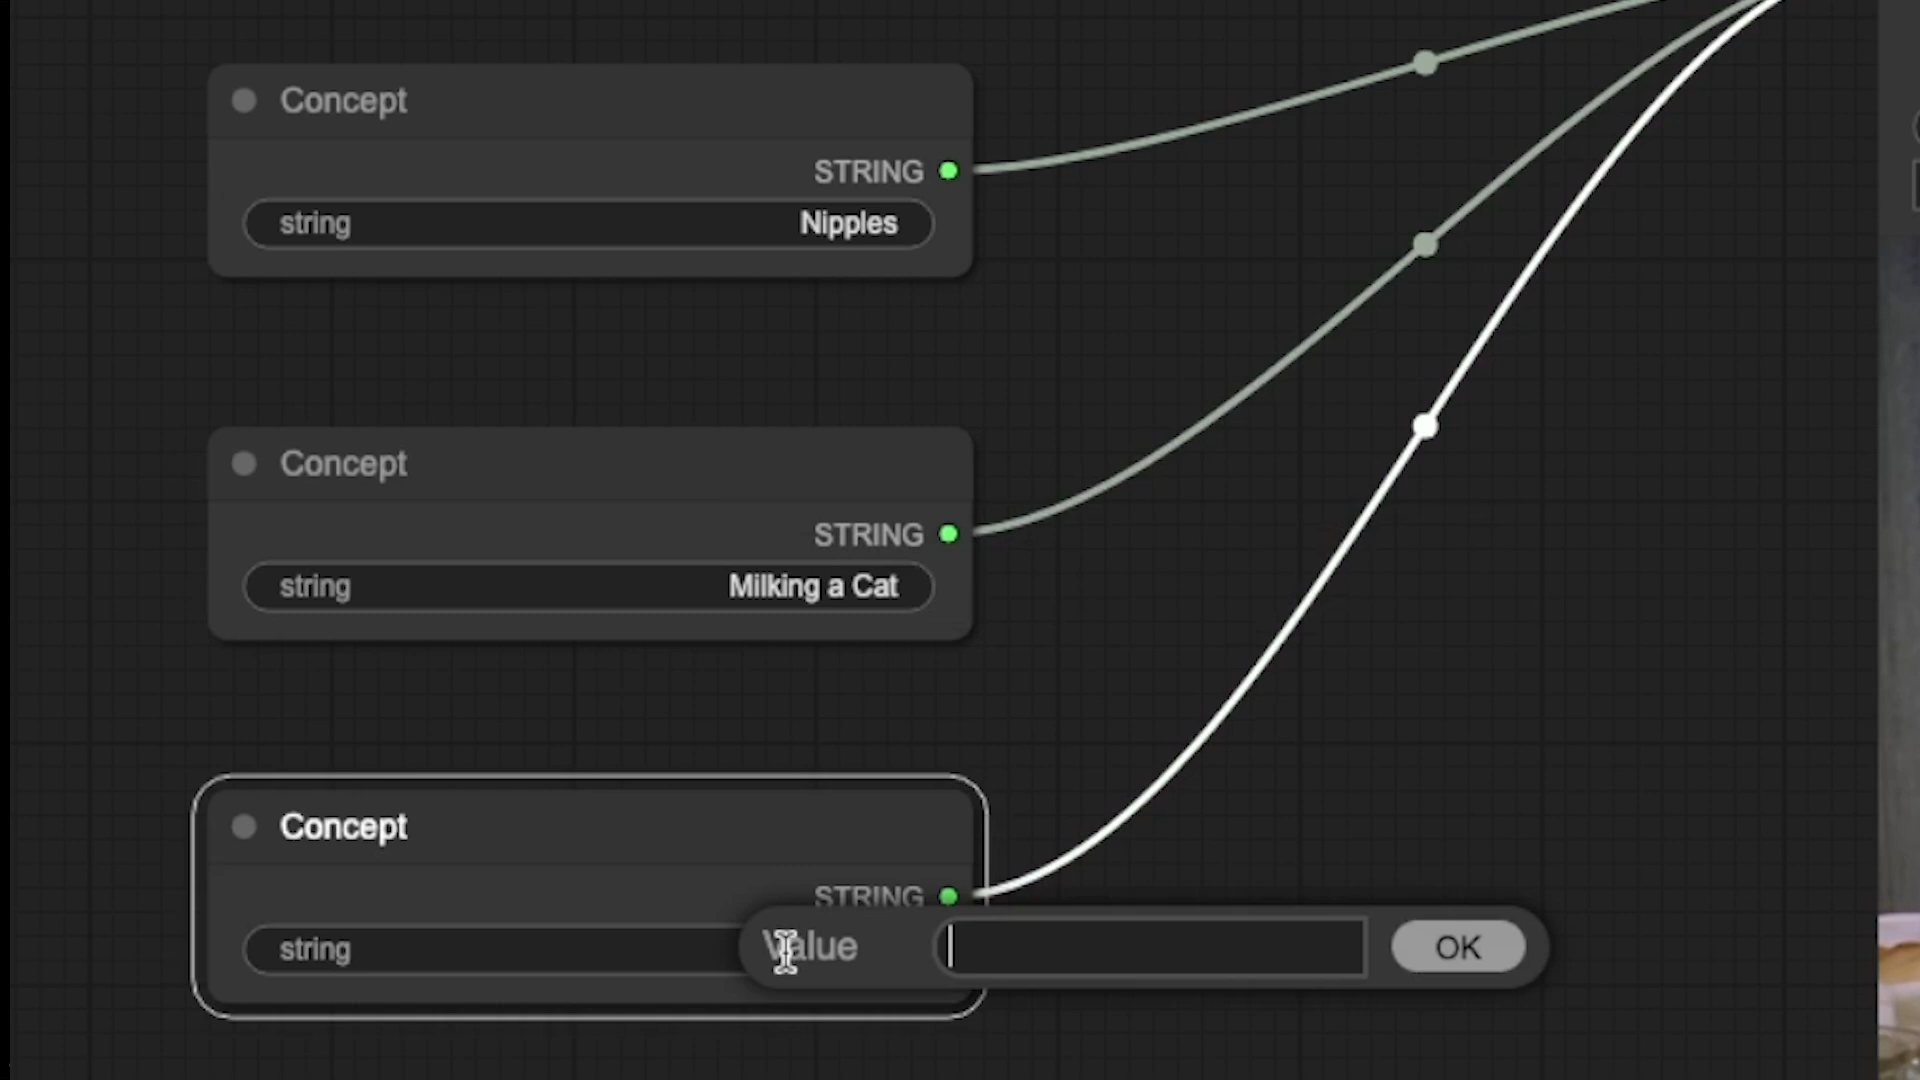 Concept
STRING
string Nipples
Concept
STRING
string Milking a Cat
Concept
STRING
string
Value
OK